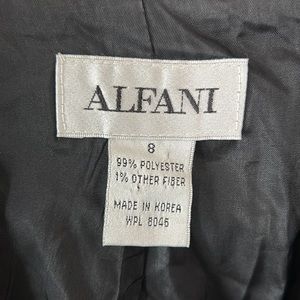 ALFANI
8
99% POLYESTER
1% OTHER FIBER
MADE IN KOREA
WPL 8046